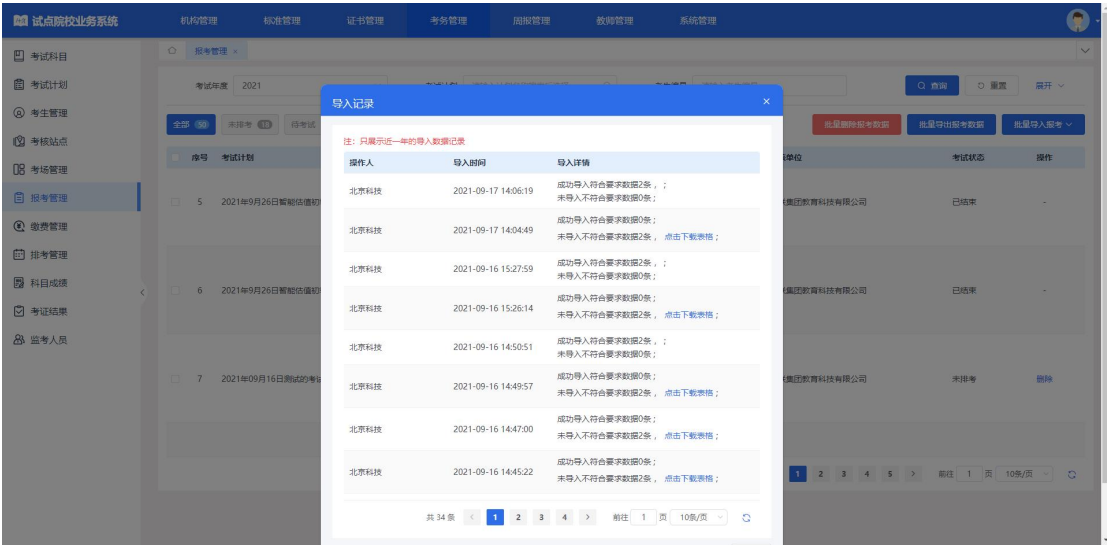 试点院校业务系统
机构管理 标准管理 证书管理 考务管理 周报管理 教师管理 系统管理
考试科目
考试计划
考生管理
考核站点
考场管理
报考管理
缴费管理
排考管理
科目成绩
考证结果
监考人员
报考管理 ×
考试年度 2021
查询 重置 展开
全部 50 未排考 待考试
批量删除报考数据 批量导出报考数据 批量导入报考
序号 考试计划 单位 考试状态 操作
5 2021年9月26日智能估值初 集团教育科技有限公司 已结束 -
6 2021年9月26日智能估值初 集团教育科技有限公司 已结束 -
7 2021年09月16日测试的考试 集团教育科技有限公司 未排考 删除
1 2 3 4 5 > 前往 1 页 10条/页
导入记录 ×
注：只展示近一年的导入数据记录
操作人 导入时间 导入详情
北京科技 2021-09-17 14:06:19 成功导入符合要求数据2条，；
未导入不符合要求数据0条；
北京科技 2021-09-17 14:04:49 成功导入符合要求数据0条；
未导入不符合要求数据2条， 点击下载表格；
北京科技 2021-09-16 15:27:59 成功导入符合要求数据2条，；
未导入不符合要求数据0条；
北京科技 2021-09-16 15:26:14 成功导入符合要求数据0条；
未导入不符合要求数据2条， 点击下载表格；
北京科技 2021-09-16 14:50:51 成功导入符合要求数据2条，；
未导入不符合要求数据0条；
北京科技 2021-09-16 14:49:57 成功导入符合要求数据0条；
未导入不符合要求数据2条， 点击下载表格；
北京科技 2021-09-16 14:47:00 成功导入符合要求数据0条；
未导入不符合要求数据2条， 点击下载表格；
北京科技 2021-09-16 14:45:22 成功导入符合要求数据0条；
未导入不符合要求数据2条， 点击下载表格；
共 34 条 < 1 2 3 4 > 前往 1 页 10条/页